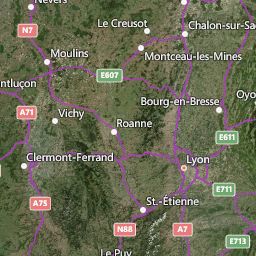 Nevers
Le Creusot
Chalon-sur-Sa
N7
Moulins
Montceau-les-Mines
E607
ntluçon
Bourg-en-Bresse
Oyo
A71
Vichy
Roanne
E611
Clermont-Ferrand
Lyon
E711
A75
St.-Étienne
N88
A7
E713
Le Puy